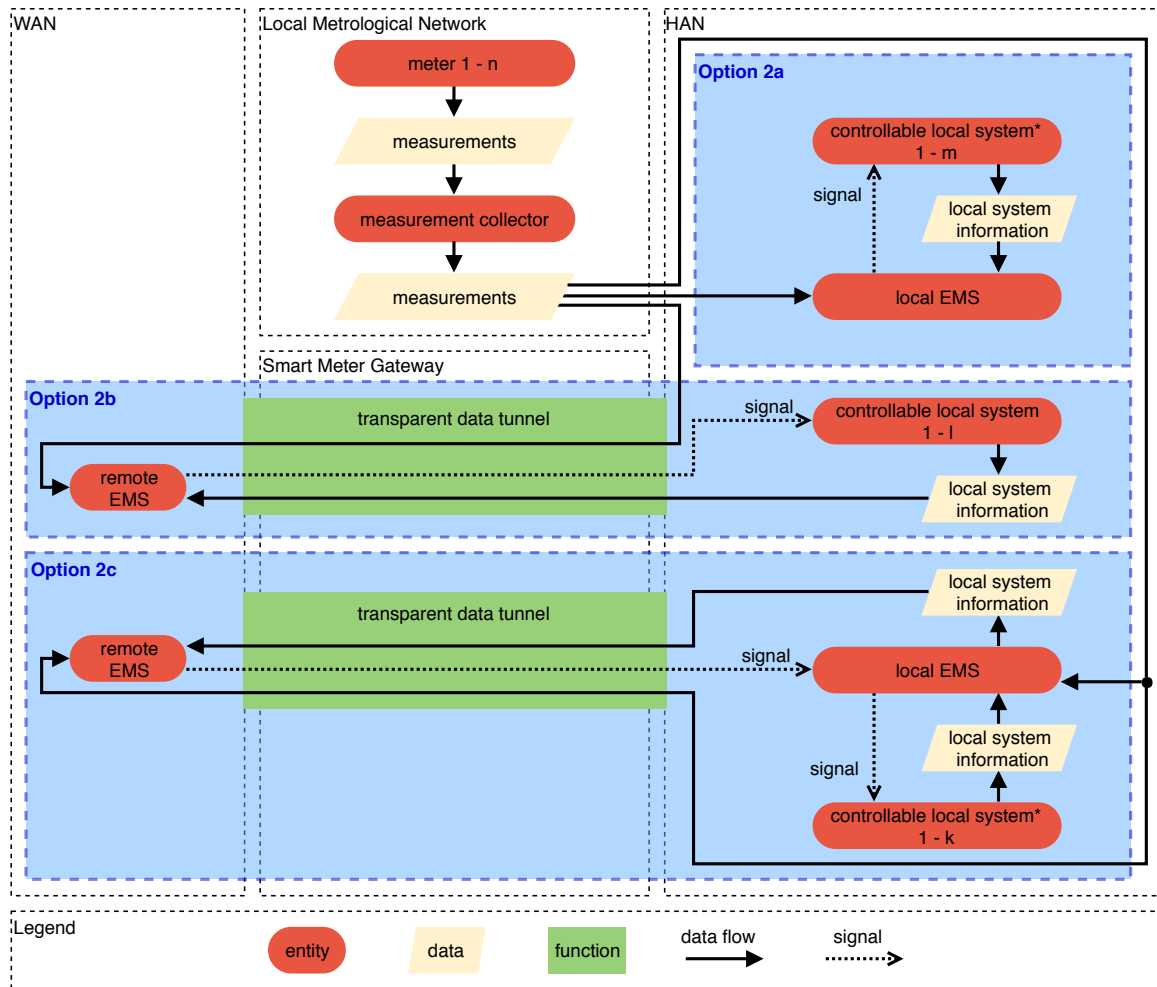 WAN
Local Metrological Network
HAN
meter 1 - n
measurements
measurement collector
measurements
Option 2a
controllable local system*
1 - m
signal
local system
information
local EMS
Smart Meter Gateway
Option 2b
transparent data tunnel
signal
controllable local system
1 - l
remote
EMS
local system
information
Option 2c
transparent data tunnel
local system
information
remote
EMS
signal
local EMS
local system
information
signal
controllable local system*
1 - k
Legend
entity
data
function
data flow
signal